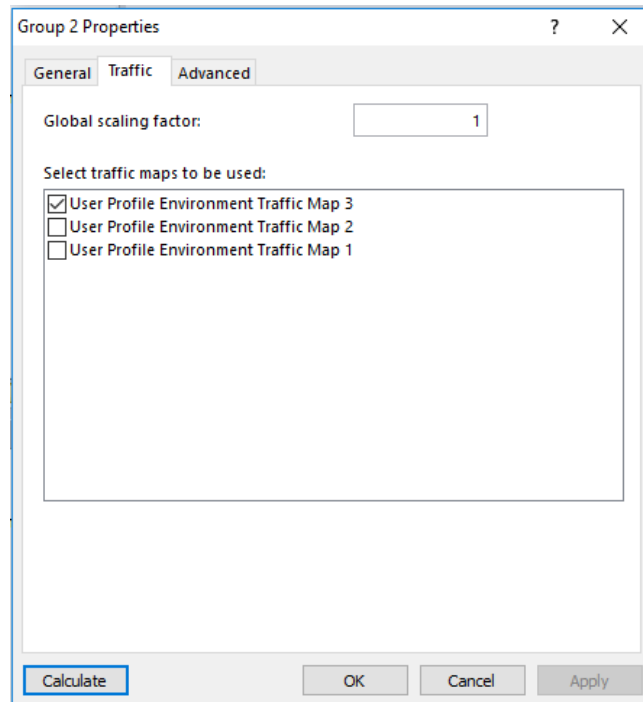 Group 2 Properties ?
General Traffic Advanced
Global scaling factor: 1
Select traffic maps to be used:
User Profile Environment Traffic Map 3
User Profile Environment Traffic Map 2
User Profile Environment Traffic Map 1
Calculate OK Cancel Apply